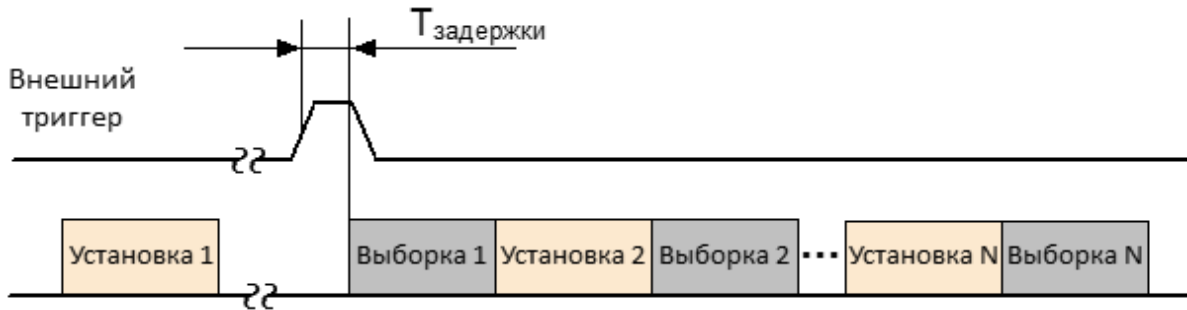 Tзадержки
Внешний
триггер
Установка 1
Выборка 1
Установка 2
Выборка 2
...
Установка N
Выборка N